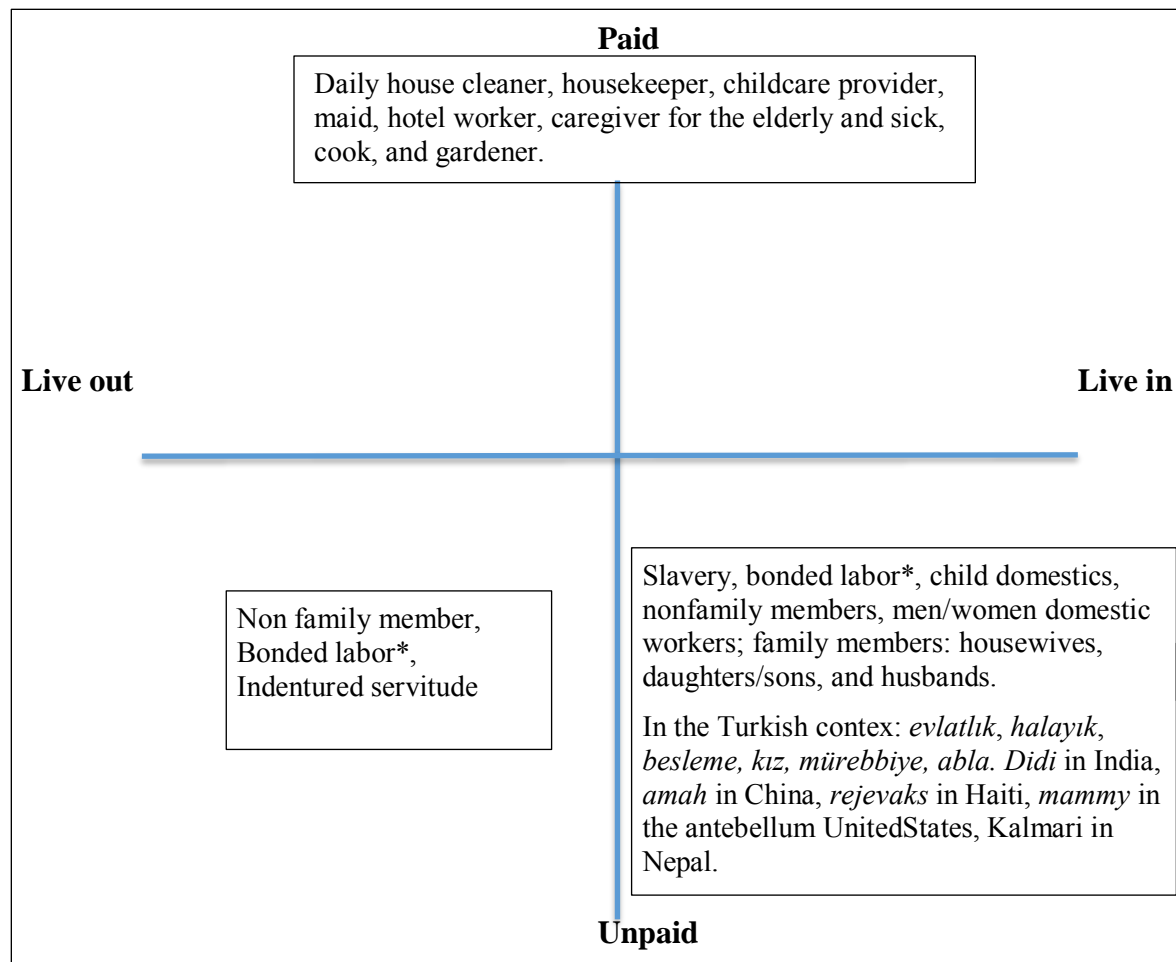 Paid
Daily house cleaner, housekeeper, childcare provider,
maid, hotel worker, caregiver for the elderly and sick,
cook, and gardener.
Live out
Live in
Non family member,
Bonded labor*,
Indentured servitude
Slavery, bonded labor*, child domestics,
nonfamily members, men/women domestic
workers; family members: housewives,
daughters/sons, and husbands.
In the Turkish contex: evlatlık, halayık,
besleme, kız, mürebbiye, abla. Didi in India,
amah in China, rejevaks in Haiti, mammy in
the antebellum UnitedStates, Kalmari in
Nepal.
Unpaid